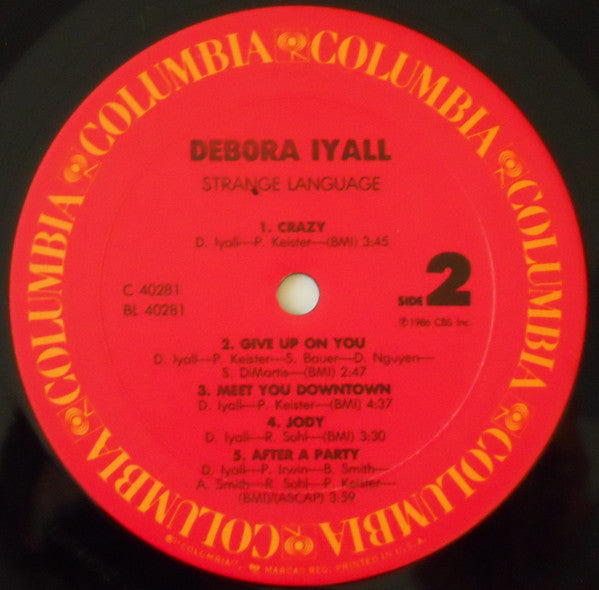 COLUMBIA COLUMBIA COLUMBIA COLUMBIA COLUMBIA COLUMBIA
DEBORA IYALL
STRANGE LANGUAGE
1. CRAZY
D. Iyall—P. Keister—(BMI) 3:45
C 40281
BL 40281
SIDE 2
℗ 1986 CBS Inc.
2. GIVE UP ON YOU
D. Iyall—P. Keister—S. Bauer—D. Nguyen—
S. DiMartis—(BMI) 2:47
3. MEET YOU DOWNTOWN
D. Iyall—P. Keister—(BMI) 4:37
4. JODY
D. Iyall—R. Sohl—(BMI) 3:30
5. AFTER A PARTY
D. Iyall—P. Irwin—B. Smith—
A. Smith—R. Sohl—P. Keister—
(BMI)/(ASCAP) 3:59
"COLUMBIA," MARCAS REG. PRINTED IN U.S.A.